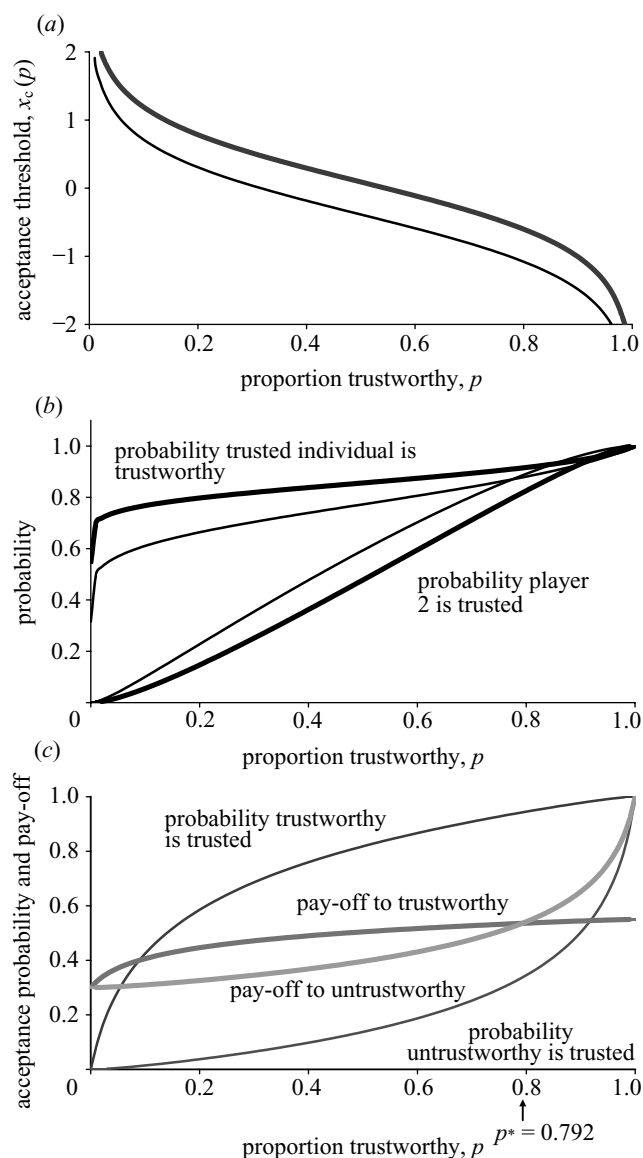 (a)
2
1
0
−1
−2
acceptance threshold, xc(p)
0 0.2 0.4 0.6 0.8 1.0
proportion trustworthy, p
(b)
1.0
0.8
0.6
0.4
0.2
probability
probability trusted individual is
trustworthy
probability player
2 is trusted
0 0.2 0.4 0.6 0.8 1.0
proportion trustworthy, p
(c)
1.0
0.8
0.6
0.4
0.2
acceptance probability and pay-off
probability trustworthy
is trusted
pay-off to trustworthy
pay-off to untrustworthy
probability
untrustworthy is trusted
0 0.2 0.4 0.6 0.8 1.0
p* = 0.792
proportion trustworthy, p